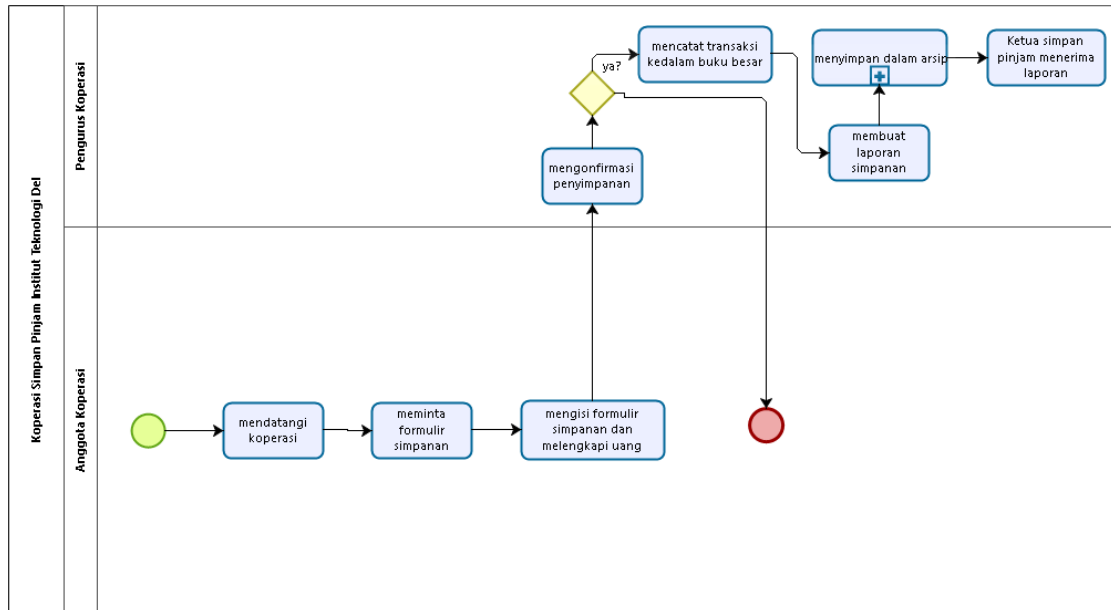 Koperasi Simpan Pinjam Institut Teknologi Del
Pengurus Koperasi
ya?
mencatat transaksi
kedalam buku besar
menyimpan dalam arsip
Ketua simpan
pinjam menerima
laporan
mengonfirmasi
penyimpanan
membuat
laporan
simpanan
Anggota Koperasi
mendatangi
koperasi
meminta
formulir
simpanan
mengisi formulir
simpanan dan
melengkapi uang